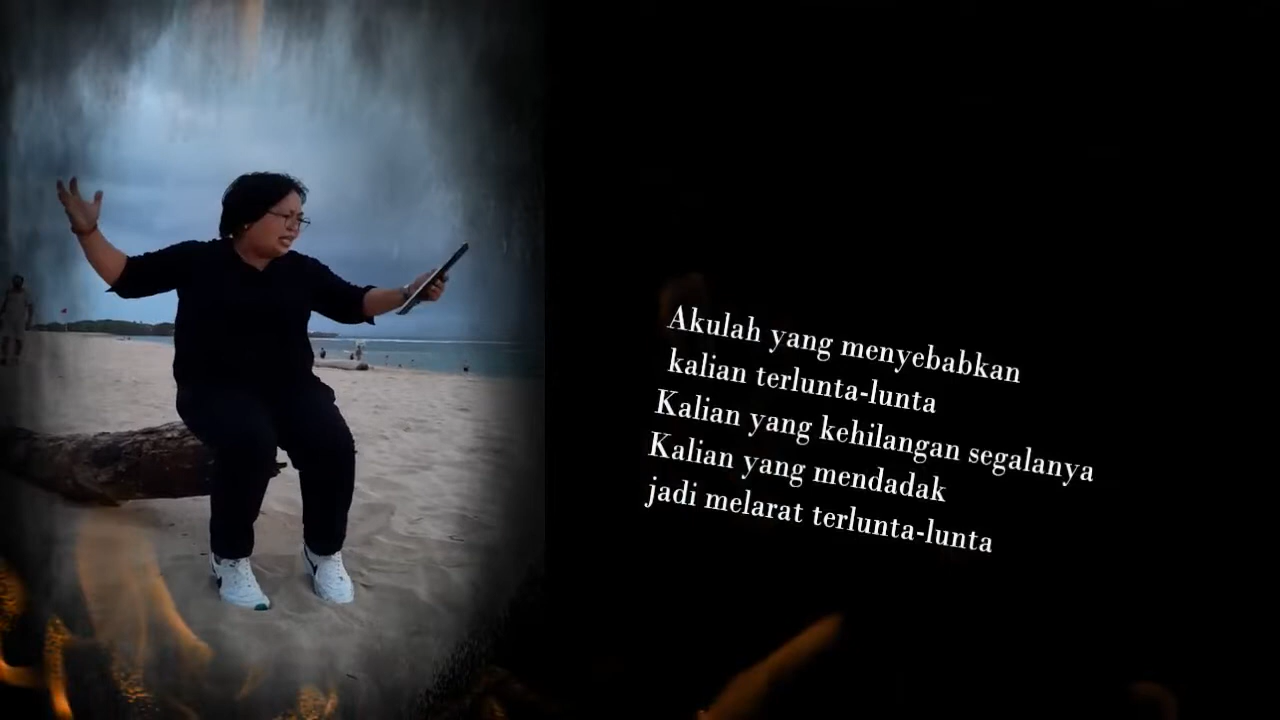 Akulah yang menyebabkan
kalian terlunta-lunta
Kalian yang kehilangan segalanya
Kalian yang mendadak
jadi melarat terlunta-lunta